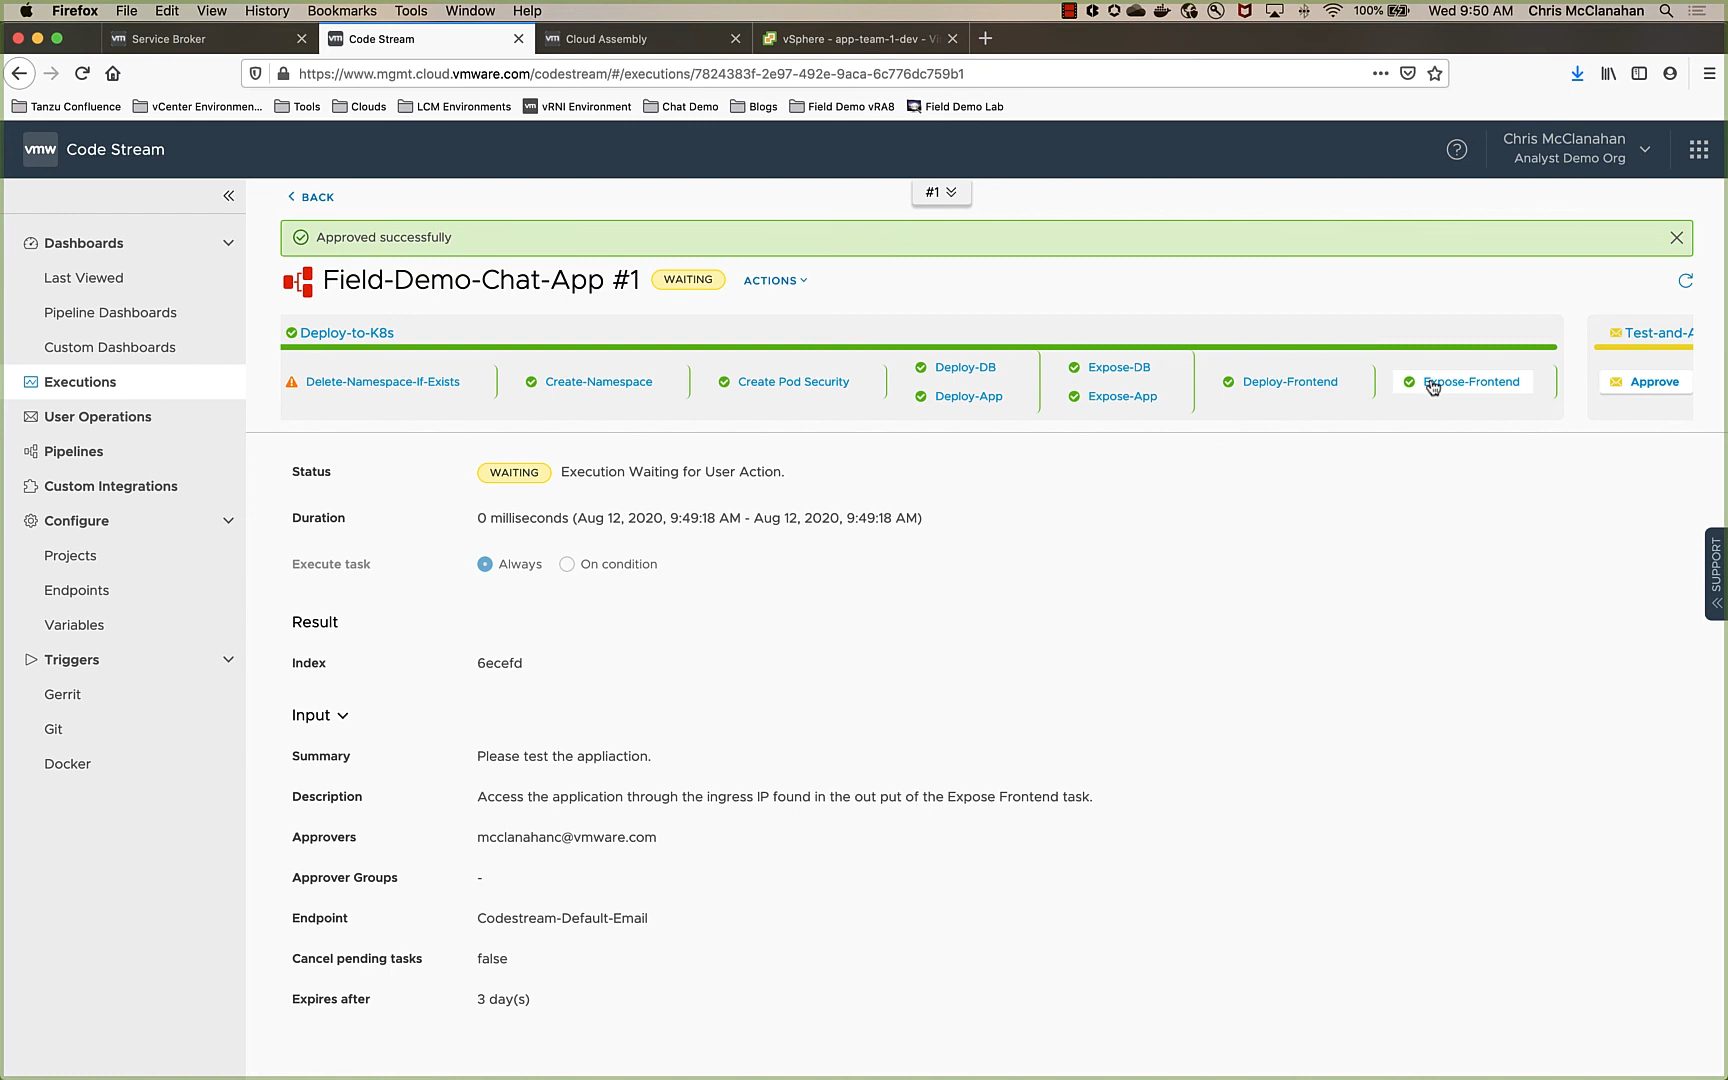 Firefox File Edit View History Bookmarks Tools Window Help 100% Wed 9:50 AM Chris McClanahan
vm Service Broker vm Code Stream vm Cloud Assembly vSphere - app-team-1-dev - V
https://www.mgmt.cloud.vmware.com/codestream/#/executions/7824383f-2e97-492e-9aca-6c776dc759b1
Tanzu Confluence vCenter Environmen... Tools Clouds LCM Environments vm vRNI Environment Chat Demo Blogs Field Demo vRA8 Field Demo Lab
vmw Code Stream ? Chris McClanahan
Analyst Demo Org
BACK #1
Dashboards
Last Viewed
Pipeline Dashboards
Custom Dashboards
Executions
User Operations
Pipelines
Custom Integrations
Configure
Projects
Endpoints
Variables
Triggers
Gerrit
Git
Docker
Approved successfully
Field-Demo-Chat-App #1 WAITING ACTIONS
Deploy-to-K8s Test-and-A
Delete-Namespace-If-Exists Create-Namespace Create Pod Security Deploy-DB Expose-DB Deploy-Frontend Expose-Frontend Approve
Deploy-App Expose-App
Status WAITING Execution Waiting for User Action.
Duration 0 milliseconds (Aug 12, 2020, 9:49:18 AM - Aug 12, 2020, 9:49:18 AM)
Execute task Always On condition
Result
Index 6ecefd
Input
Summary Please test the appliaction.
Description Access the application through the ingress IP found in the out put of the Expose Frontend task.
Approvers mcclanahanc@vmware.com
Approver Groups -
Endpoint Codestream-Default-Email
Cancel pending tasks false
Expires after 3 day(s)
SUPPORT